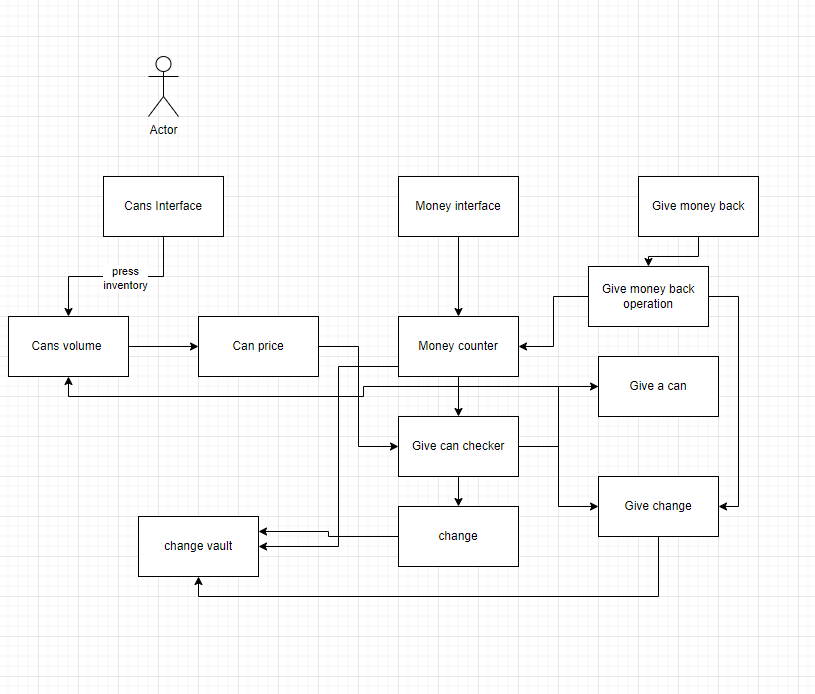 Actor
Cans Interface
Money interface
Give money back
press
inventory
Give money back
operation
Cans volume
Can price
Money counter
Give a can
Give can checker
Give change
change
change vault